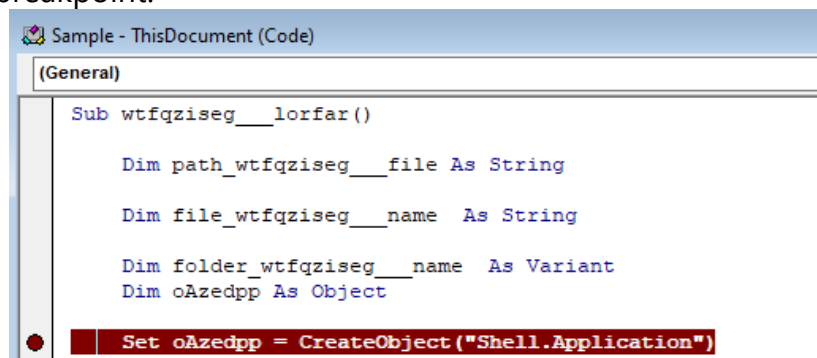 breakpoint.
Sample - ThisDocument (Code)
(General)
Sub wtfqziseg___lorfar()
Dim path_wtfqziseg___file As String
Dim file_wtfqziseg___name  As String
Dim folder_wtfqziseg___name  As Variant
Dim oAzedpp As Object
Set oAzedpp = CreateObject("Shell.Application")